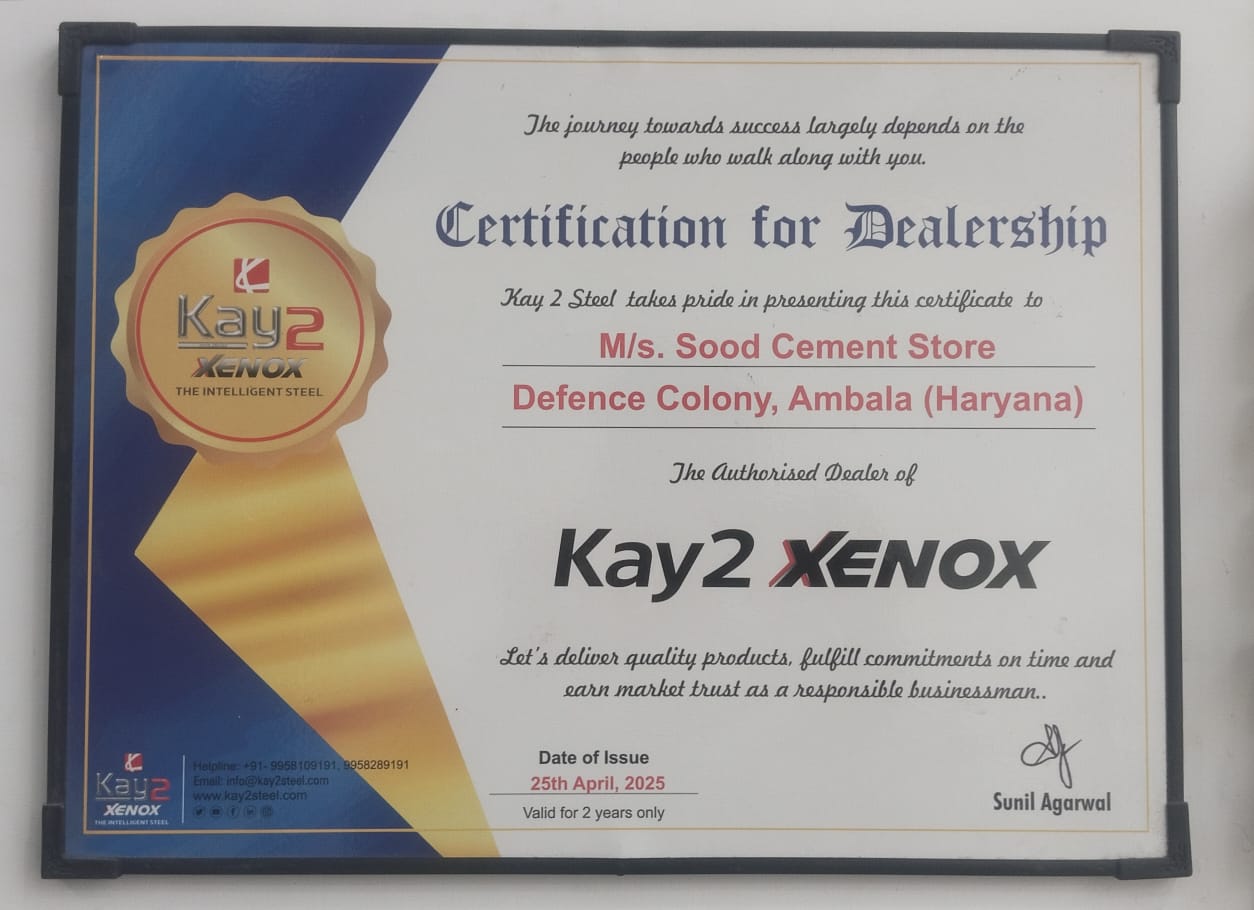 The journey towards success largely depends on the
people who walk along with you.
Certification for Dealership
Kay 2 Steel takes pride in presenting this certificate to
M/s. Sood Cement Store
Defence Colony, Ambala (Haryana)
The Authorised Dealer of
Kay2 XENOX
Let's deliver quality products, fulfill commitments on time and
earn market trust as a responsible businessman..
Date of Issue
25th April, 2025
Valid for 2 years only
Sunil Agarwal
Kay2
XENOX
THE INTELLIGENT STEEL
Kay2
XENOX
THE INTELLIGENT STEEL
Helpline: +91- 9958109191, 9958289191
Email: info@kay2steel.com
www.kay2steel.com